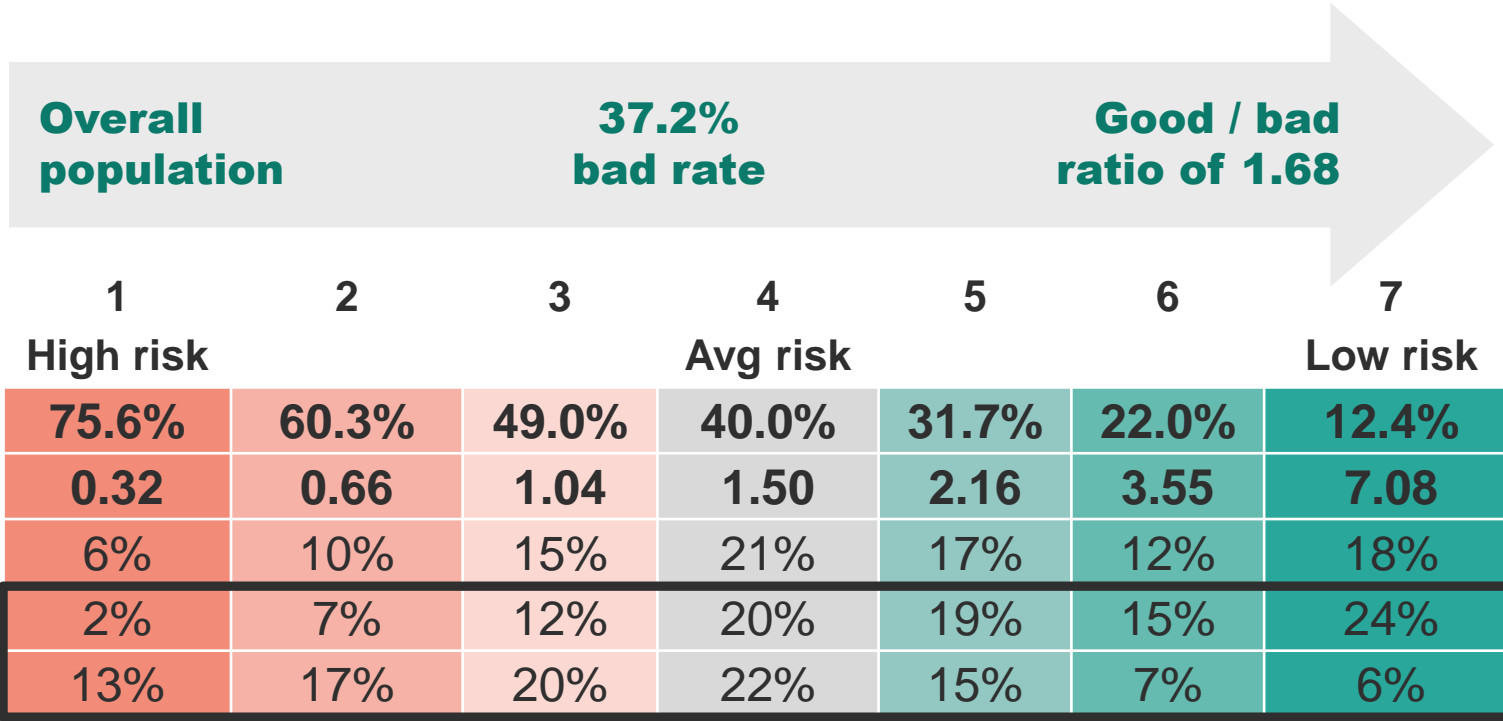 Overall population 37.2% bad rate Good / bad ratio of 1.68
1 2 3 4 5 6 7
High risk Avg risk Low risk
75.6% 60.3% 49.0% 40.0% 31.7% 22.0% 12.4%
0.32 0.66 1.04 1.50 2.16 3.55 7.08
6% 10% 15% 21% 17% 12% 18%
2% 7% 12% 20% 19% 15% 24%
13% 17% 20% 22% 15% 7% 6%